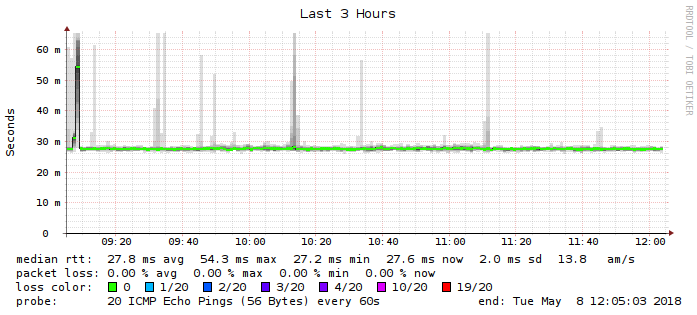 Last 3 Hours
RRDTOOL / TOBI OETIKER
Seconds
60 m
50 m
40 m
30 m
20 m
10 m
0
09:20 09:40 10:00 10:20 10:40 11:00 11:20 11:40 12:00
median rtt: 27.8 ms avg 54.3 ms max 27.2 ms min 27.6 ms now 2.0 ms sd 13.8 am/s
packet loss: 0.00 % avg 0.00 % max 0.00 % min 0.00 % now
loss color: 0 1/20 2/20 3/20 4/20 10/20 19/20
probe: 20 ICMP Echo Pings (56 Bytes) every 60s end: Tue May 8 12:05:03 2018